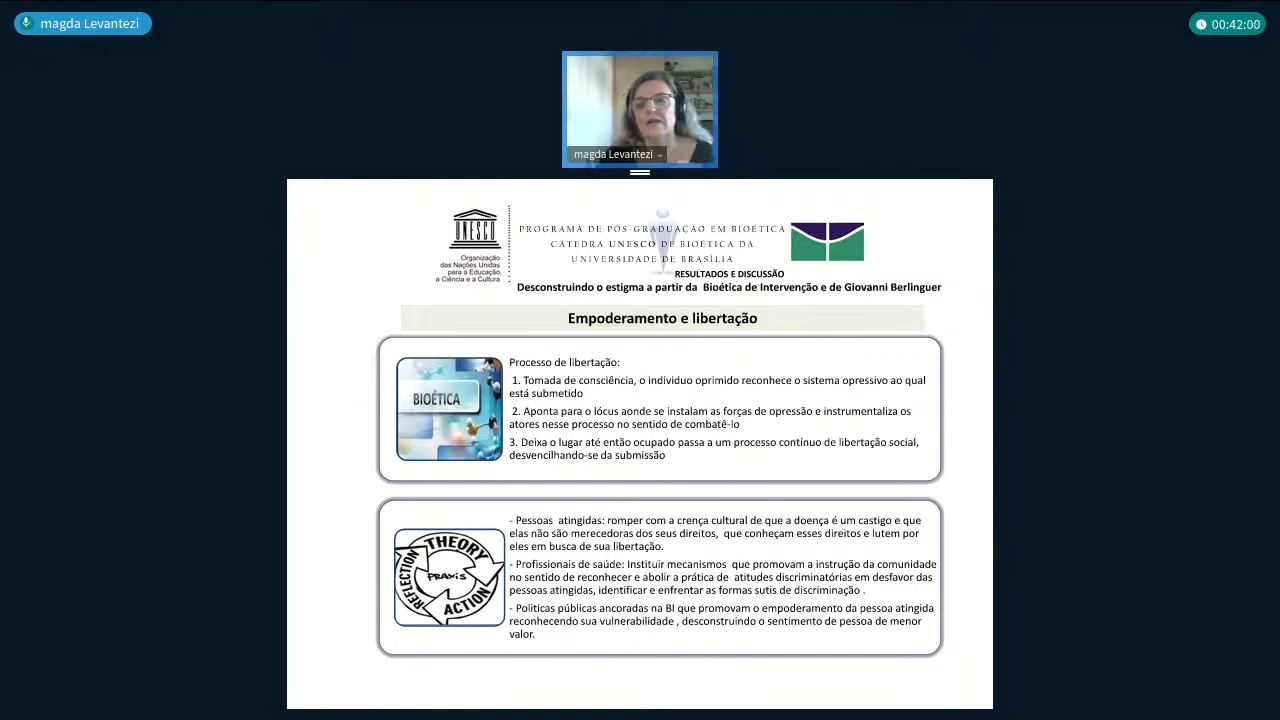 magda Levantezi
00:42:00
magda Levantezi
UNESCO
Organização
das Nações Unidas
para a Educação,
a Ciência e a Cultura
PROGRAMA DE PÓS-GRADUAÇÃO EM BIOÉTICA
CÁTEDRA UNESCO DE BIOÉTICA DA
UNIVERSIDADE DE BRASÍLIA
RESULTADOS E DISCUSSÃO
Desconstruindo o estigma a partir da Bioética de Intervenção e de Giovanni Berlinguer
Empoderamento e libertação
BIOÉTICA
Processo de libertação:
1. Tomada de consciência, o individuo oprimido reconhece o sistema opressivo ao qual
está submetido
2. Aponta para o lócus aonde se instalam as forças de opressão e instrumentaliza os
atores nesse processo no sentido de combatê-lo
3. Deixa o lugar até então ocupado passa a um processo contínuo de libertação social,
desvencilhando-se da submissão
THEORY
REFLECTION
PRAXIS
ACTION
- Pessoas atingidas: romper com a crença cultural de que a doença é um castigo e que
elas não são merecedoras dos seus direitos, que conheçam esses direitos e lutem por
eles em busca de sua libertação.
- Profissionais de saúde: Instituir mecanismos que promovam a instrução da comunidade
no sentido de reconhecer e abolir a prática de atitudes discriminatórias em desfavor das
pessoas atingidas, identificar e enfrentar as formas sutis de discriminação .
- Politicas públicas ancoradas na BI que promovam o empoderamento da pessoa atingida
reconhecendo sua vulnerabilidade , desconstruindo o sentimento de pessoa de menor
valor.